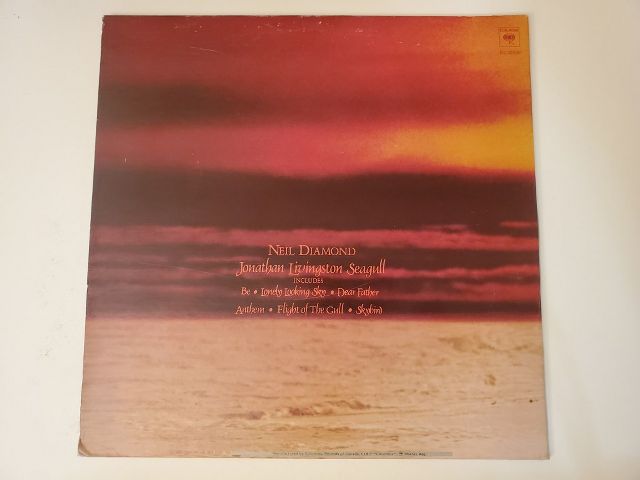 NEIL DIAMOND
Jonathan Livingston Seagull
INCLUDES
Be • Lonely Looking Sky • Dear Father
Anthem • Flight of The Gull • Skybird